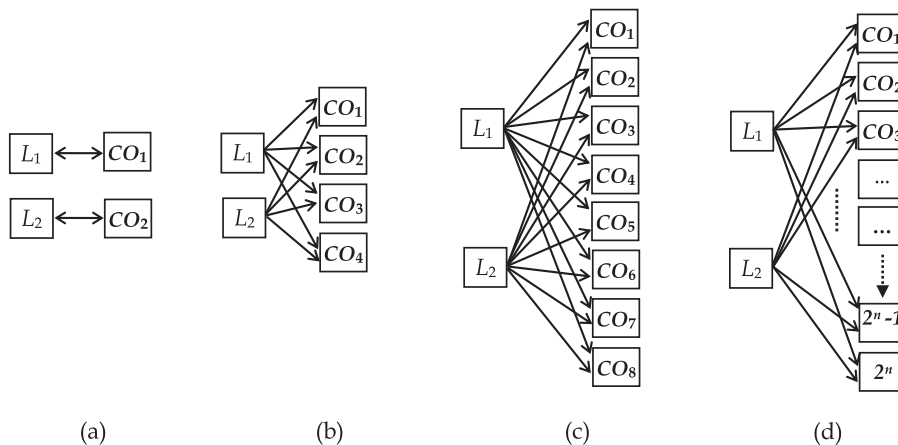 L₁ CO₁
L₂ CO₂
(a)
L₁
L₂
CO₁
CO₂
CO₃
CO₄
(b)
L₁
L₂
CO₁
CO₂
CO₃
CO₄
CO₅
CO₆
CO₇
CO₈
(c)
L₁
L₂
CO₁
CO₂
CO₃
...
...
2ⁿ-1
2ⁿ
(d)